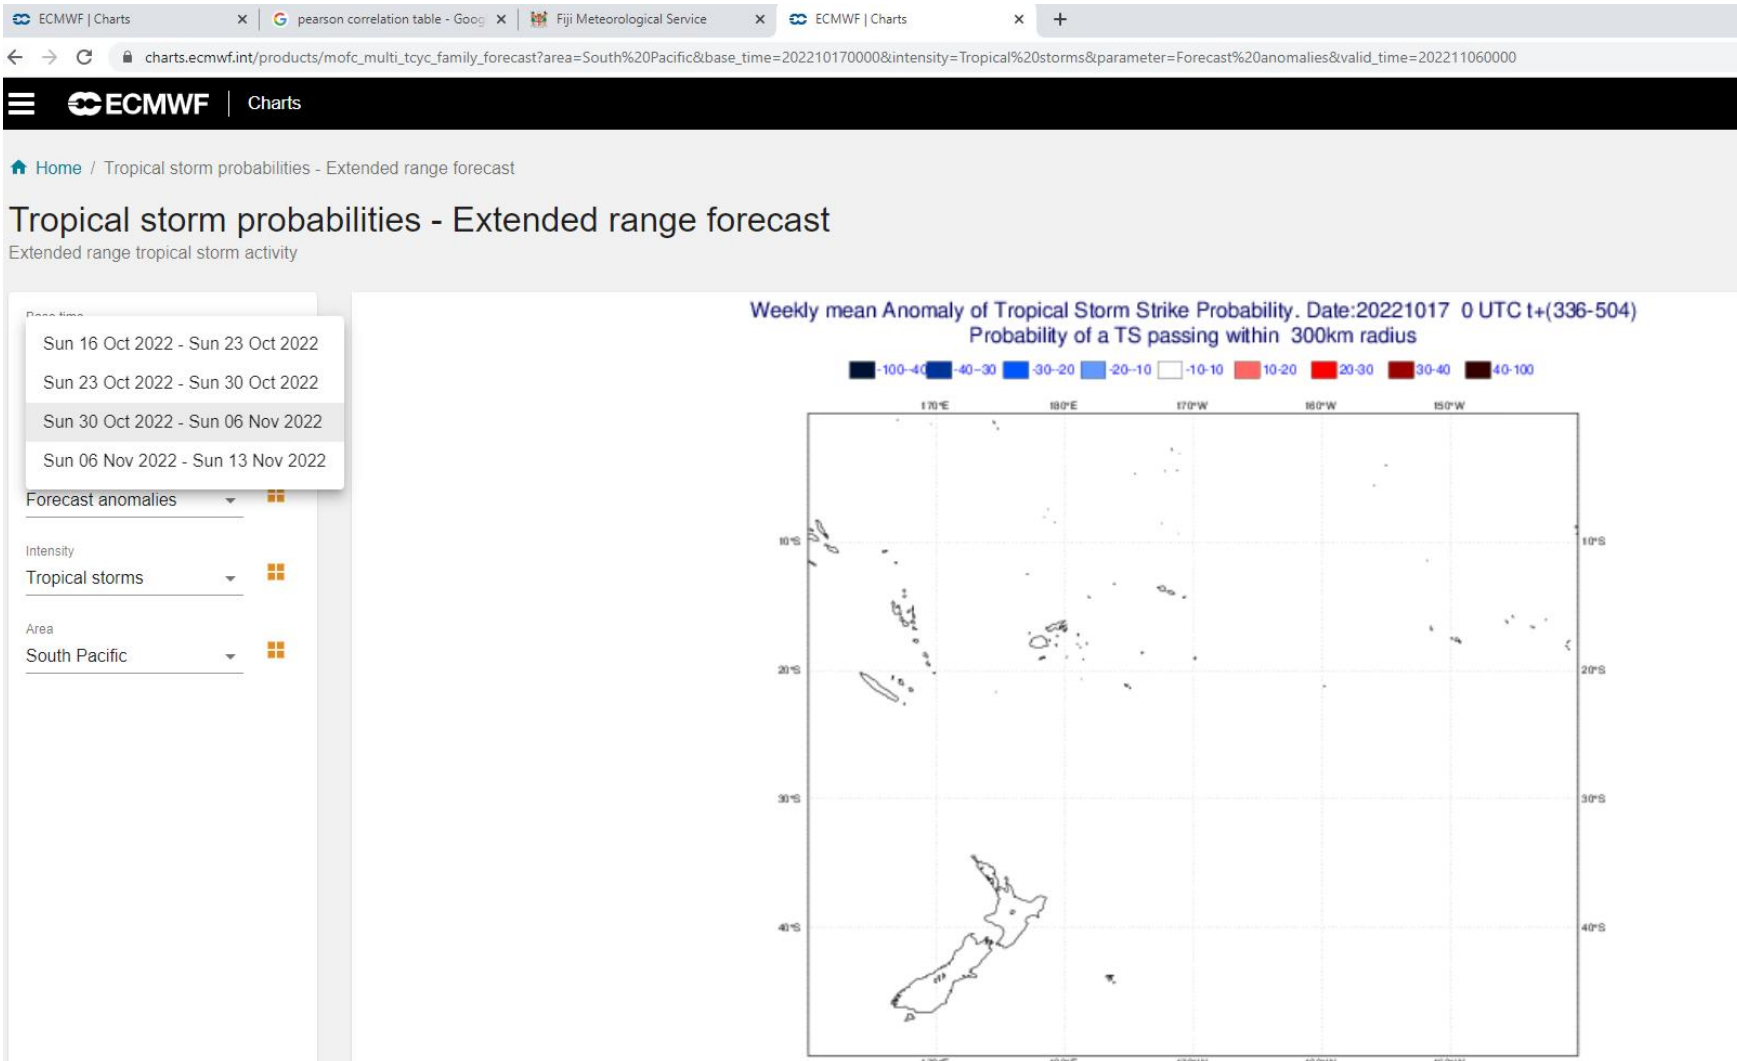 ECMWF | Charts
pearson correlation table - Goog
Fiji Meteorological Service
ECMWF | Charts
charts.ecmwf.int/products/mofc_multi_tcyc_family_forecast?area=South%20Pacific&base_time=202210170000&intensity=Tropical%20storms&parameter=Forecast%20anomalies&valid_time=202211060000
ECMWF | Charts
Home / Tropical storm probabilities - Extended range forecast
Tropical storm probabilities - Extended range forecast
Extended range tropical storm activity
Base time
Sun 16 Oct 2022 - Sun 23 Oct 2022
Sun 23 Oct 2022 - Sun 30 Oct 2022
Sun 30 Oct 2022 - Sun 06 Nov 2022
Sun 06 Nov 2022 - Sun 13 Nov 2022
Forecast anomalies
Intensity
Tropical storms
Area
South Pacific
Weekly mean Anomaly of Tropical Storm Strike Probability. Date:20221017 0 UTC t+(336-504)
Probability of a TS passing within 300km radius
-100--40 -40--30 -30--20 -20--10 -10-10 10-20 20-30 30-40 40-100
170°E 180°E 170°W 160°W 150°W
10°S 10°S
20°S 20°S
30°S 30°S
40°S 40°S